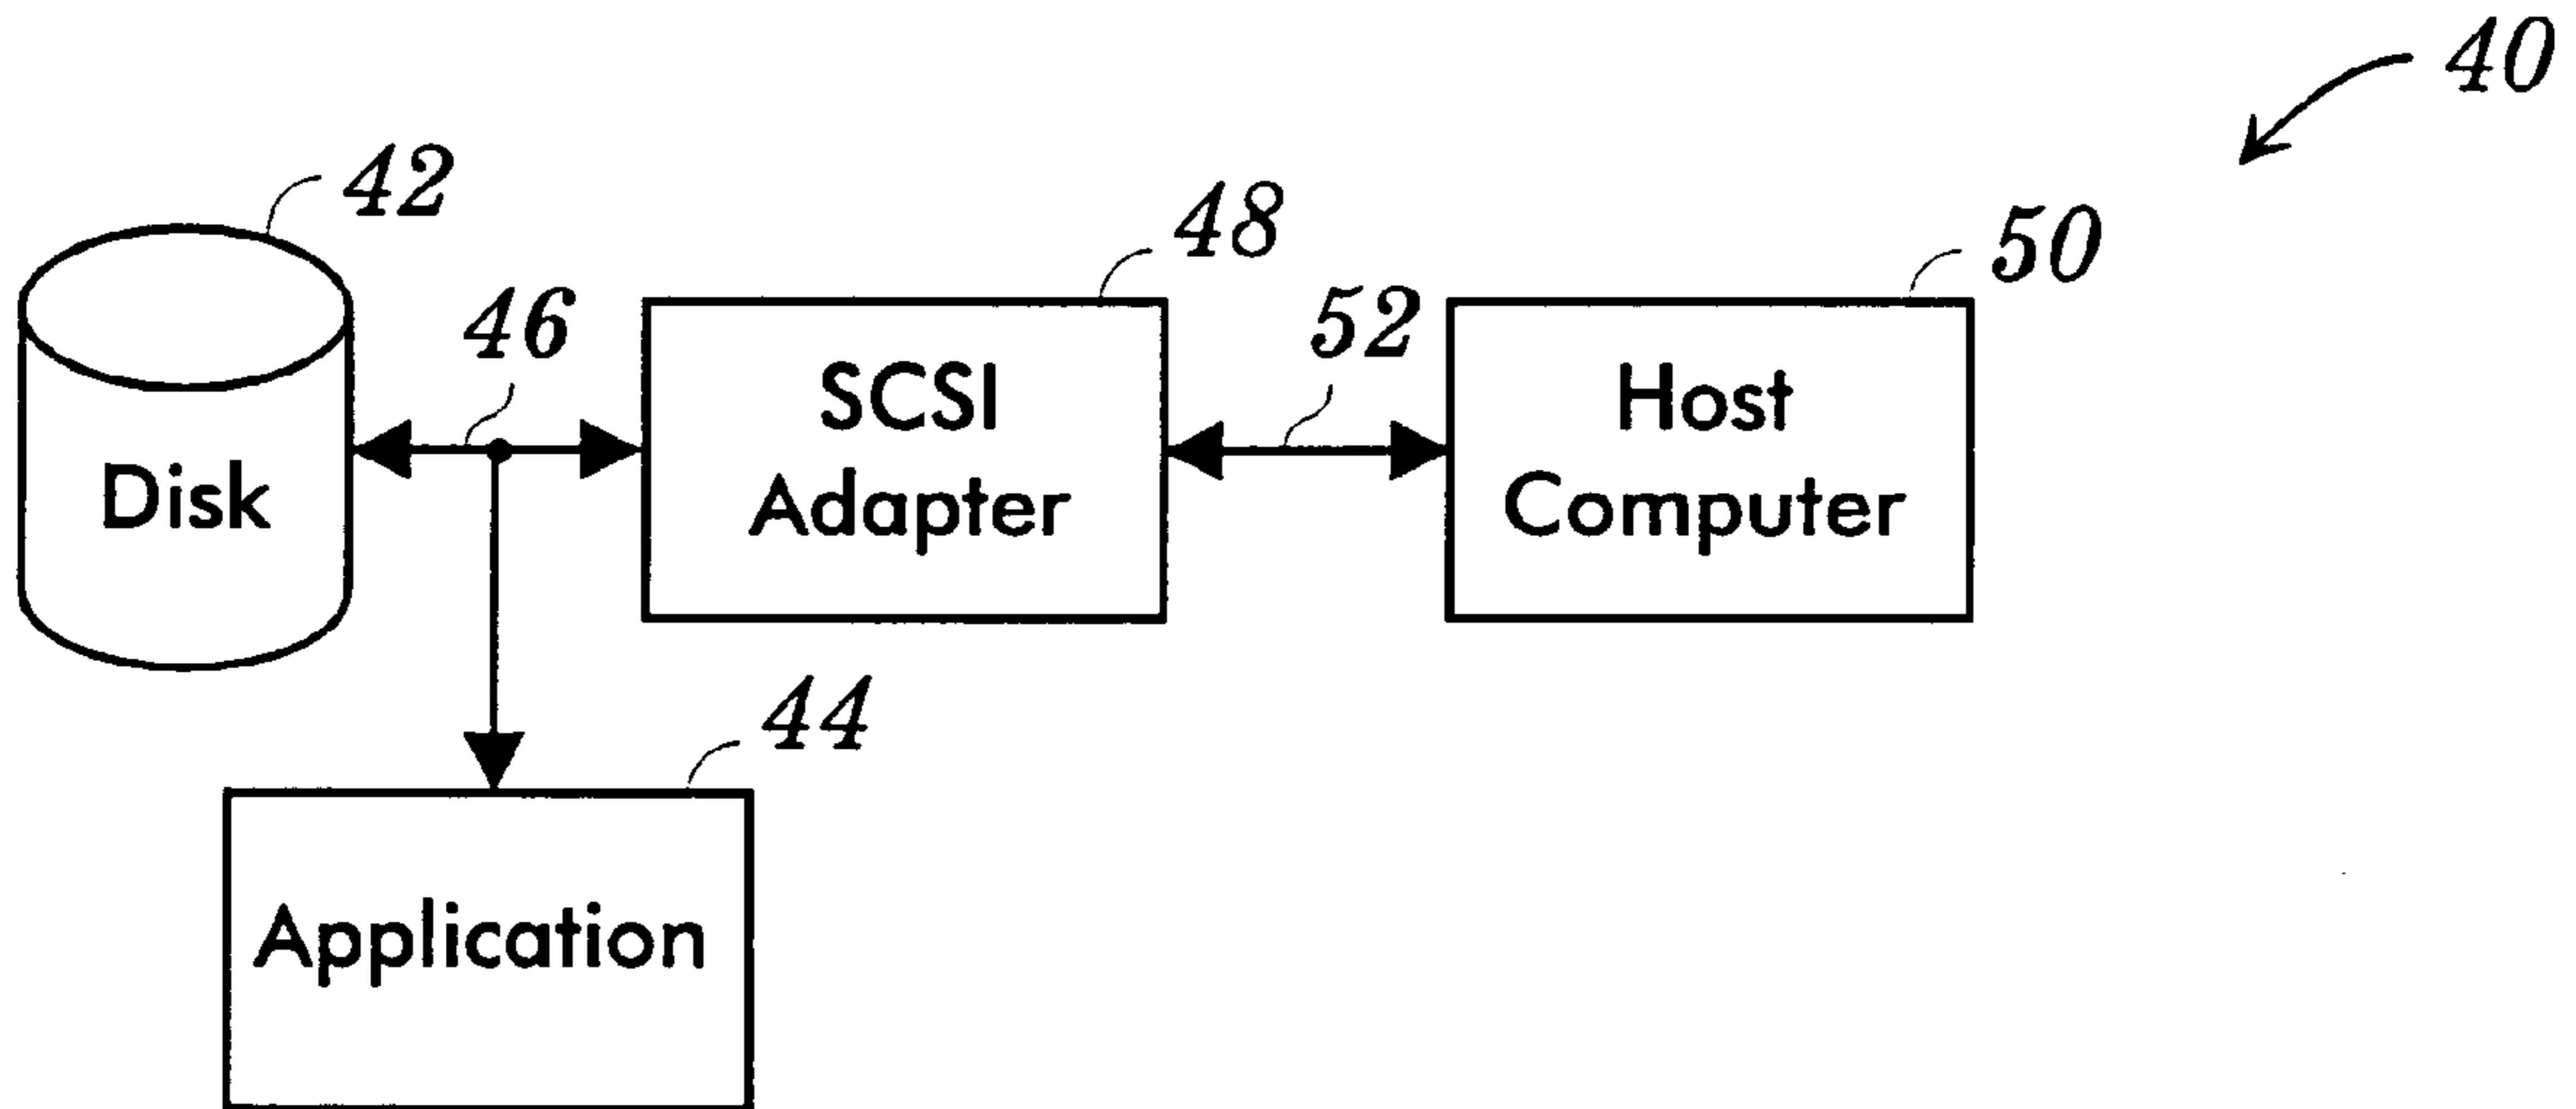 40
42
48
50
46
52
SCSI
Adapter
Host
Computer
Disk
44
Application